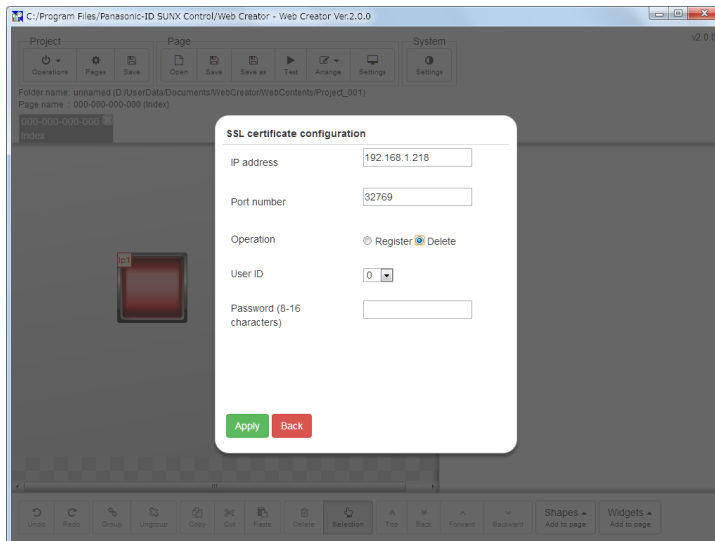 C:/Program Files/Panasonic-ID SUNX Control/Web Creator - Web Creator Ver.2.0.0
v2.0.0
Project Page System
Operations Pages Save Open Save Save as Test Arrange Settings Settings
Folder name: unnamed (D:/UserData/Documents/WebCreator/WebContents/Project_001)
Page name : 000-000-000-000 (Index)
000-000-000-000
Index
SSL certificate configuration
IP address 192.168.1.218
Port number 32769
Operation Register Delete
User ID 0
Password (8-16
characters)
lp1
Apply Back
Undo Redo Group Ungroup Copy Cut Paste Delete Selection Top Back Forward Backward Shapes Widgets
Add to page Add to page